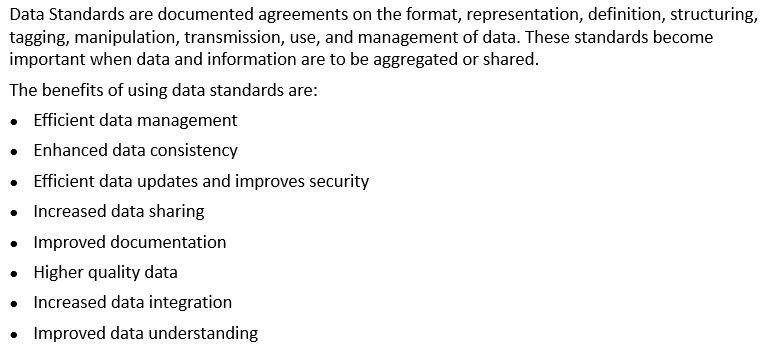 Data Standards are documented agreements on the format, representation, definition, structuring,
tagging, manipulation, transmission, use, and management of data. These standards become
important when data and information are to be aggregated or shared.
The benefits of using data standards are:
• Efficient data management
• Enhanced data consistency
• Efficient data updates and improves security
• Increased data sharing
• Improved documentation
• Higher quality data
• Increased data integration
• Improved data understanding